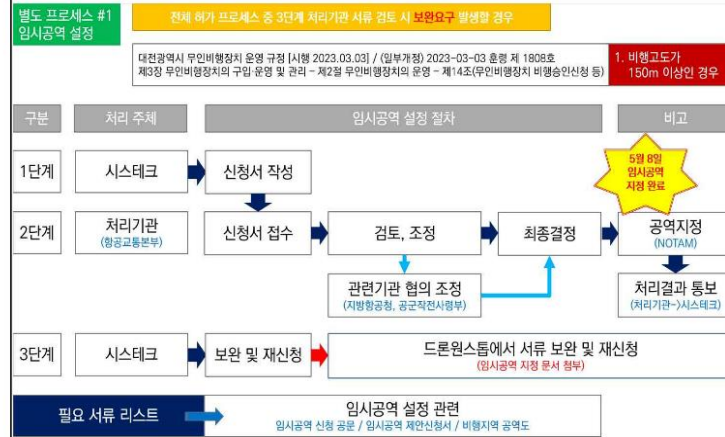 별도 프로세스 #1
임시공역 설정
전체 허가 프로세스 중 3단계 처리기관 서류 검토 시 보완요구 발생할 경우
대전광역시 무인비행장치 운영 규정 [시행 2023.03.03] / (일부개정) 2023-03-03 훈령 제 1808호
제3장 무인비행장치의 구입·운영 및 관리 – 제2절 무인비행장치의 운영 – 제14조(무인비행장치 비행승인신청 등)
1. 비행고도가
150m 이상인 경우
구분
처리 주체
임시공역 설정 절차
비고
5월 8일
임시공역
지정 완료
1단계
시스테크
신청서 작성
2단계
처리기관
(항공교통본부)
신청서 접수
검토, 조정
최종결정
공역지정
(NOTAM)
관련기관 협의 조정
(지방항공청, 공군작전사령부)
처리결과 통보
(처리기관->시스테크)
3단계
시스테크
보완 및 재신청
드론원스톱에서 서류 보완 및 재신청
(임시공역 지정 문서 첨부)
필요 서류 리스트
임시공역 설정 관련
임시공역 신청 공문 / 임시공역 제안신청서 / 비행지역 공역도